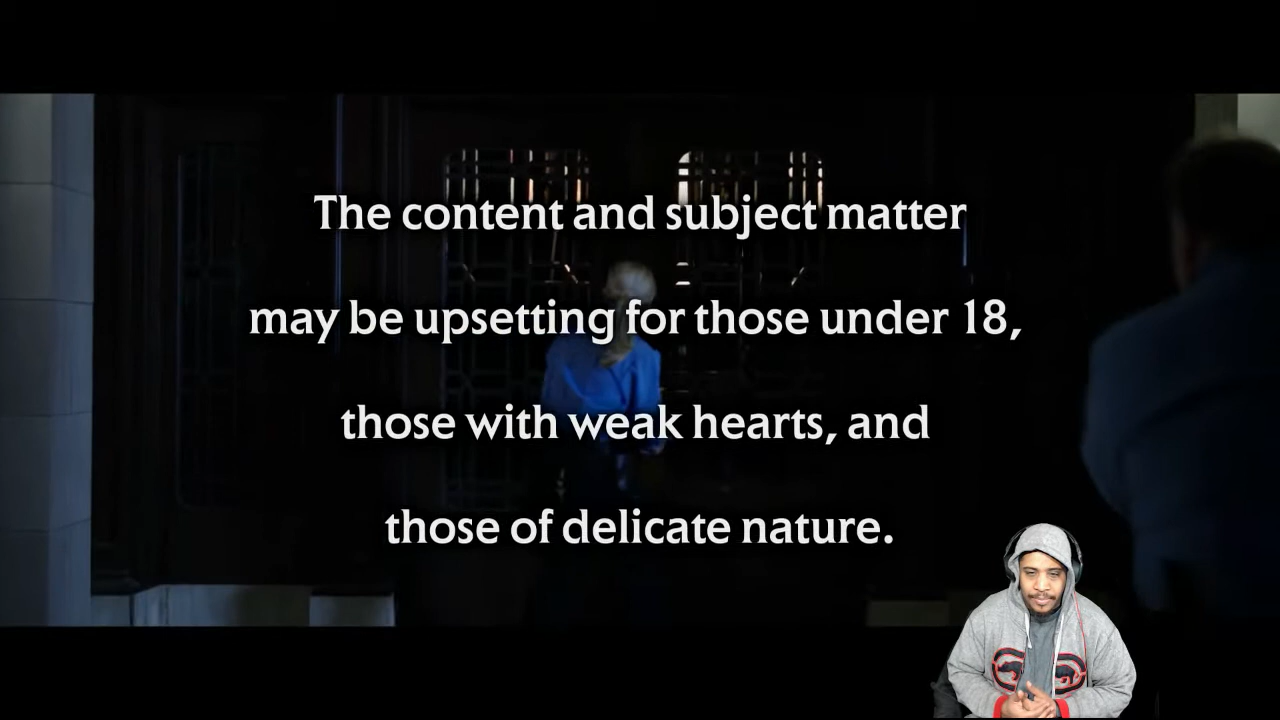 The content and subject matter
may be upsetting for those under 18,
those with weak hearts, and
those of delicate nature.